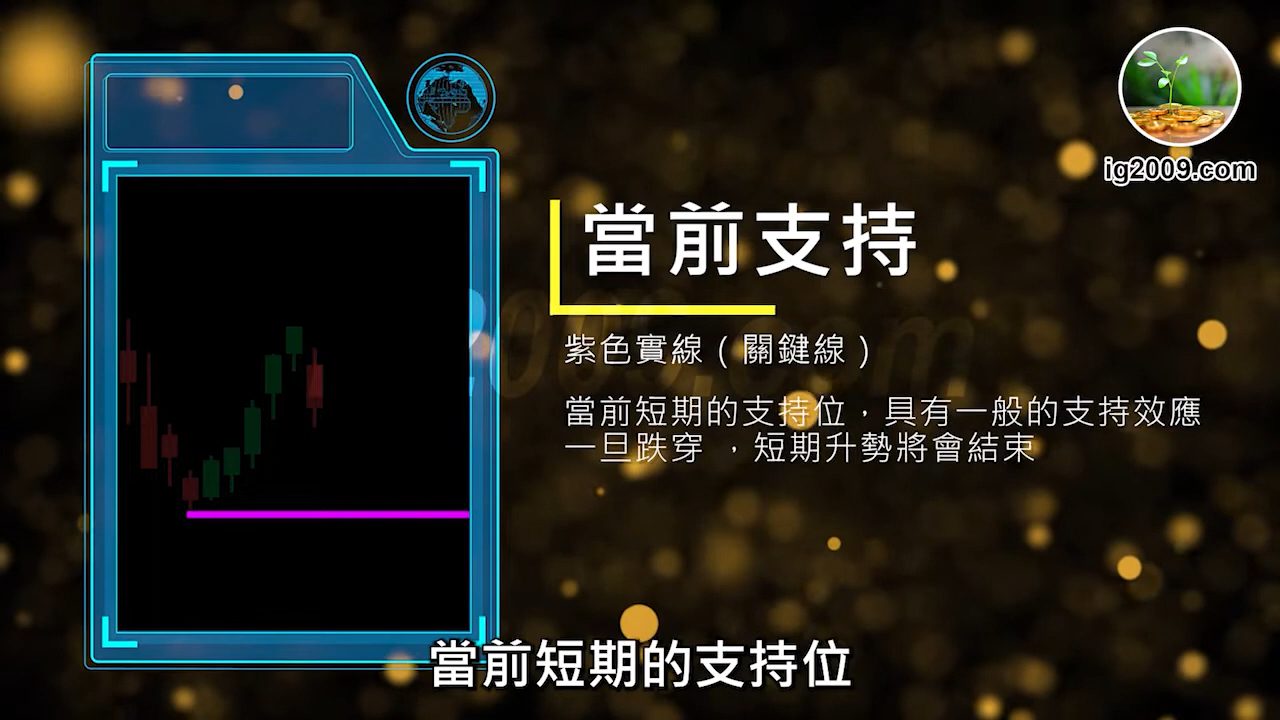 ig2009.com
當前支持
紫色實線（關鍵線）
當前短期的支持位，具有一般的支持效應
一旦跌穿 ，短期升勢將會結束
當前短期的支持位